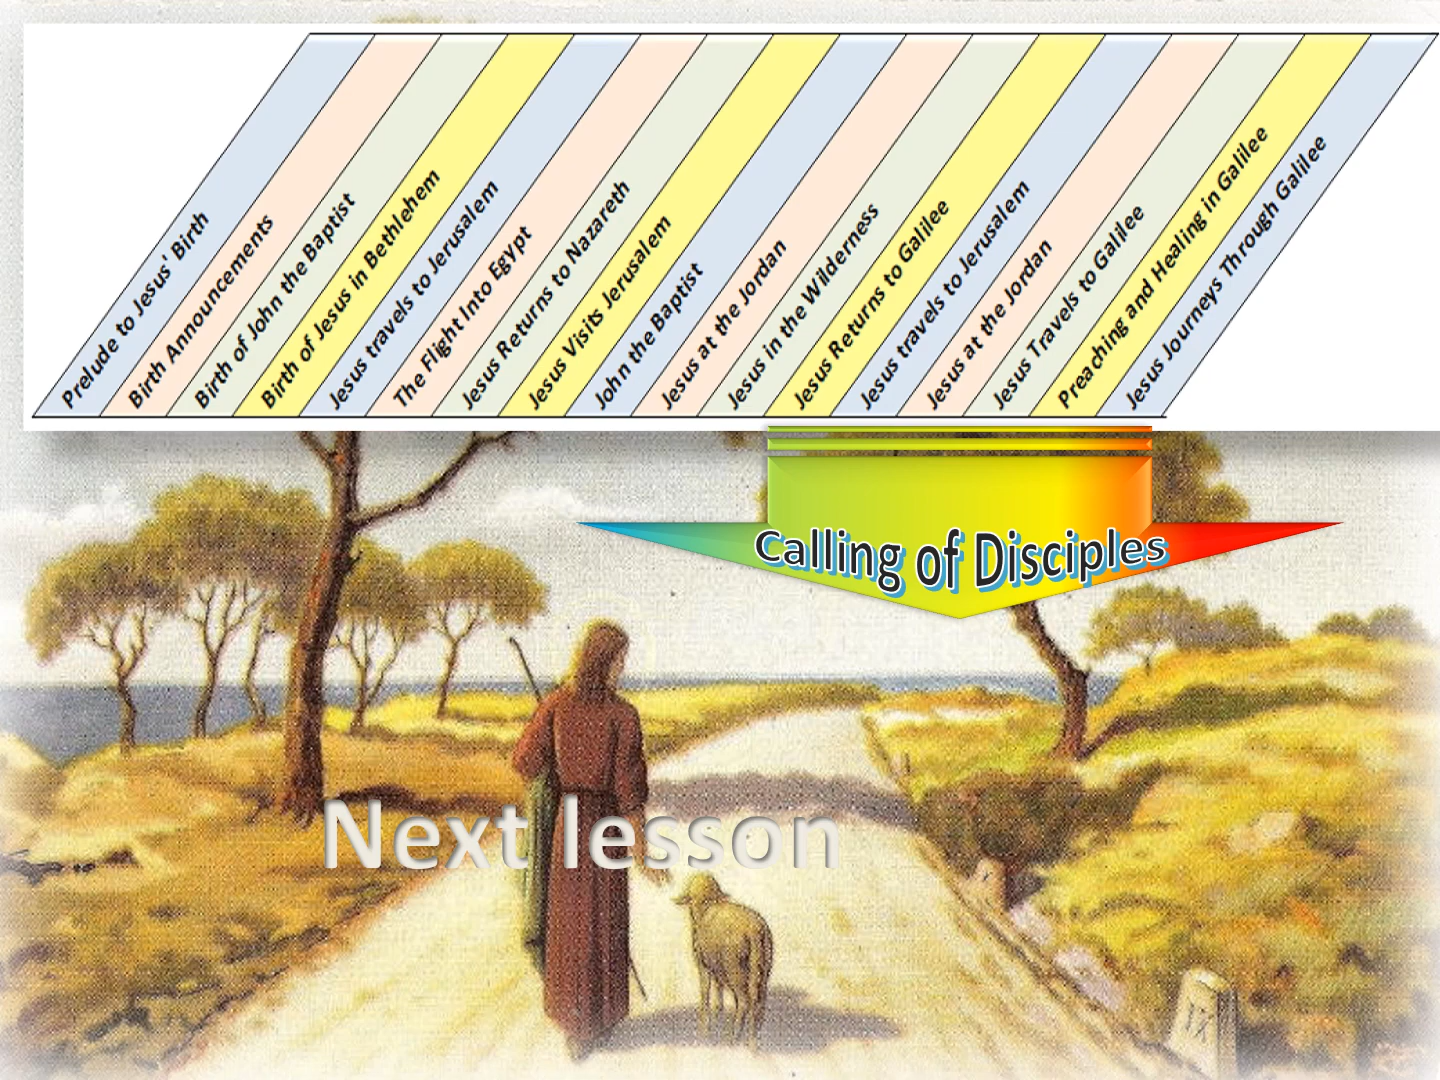 Prelude to Jesus' Birth
Birth Announcements
Birth of John the Baptist
Birth of Jesus in Bethlehem
Jesus travels to Jerusalem
The Flight Into Egypt
Jesus Returns to Nazareth
Jesus Visits Jerusalem
John the Baptist
Jesus at the Jordan
Jesus in the Wilderness
Jesus Returns to Galilee
Jesus travels to Jerusalem
Jesus at the Jordan
Jesus Travels to Galilee
Preaching and Healing in Galilee
Jesus Journeys Through Galilee
Calling of Disciples
Next lesson